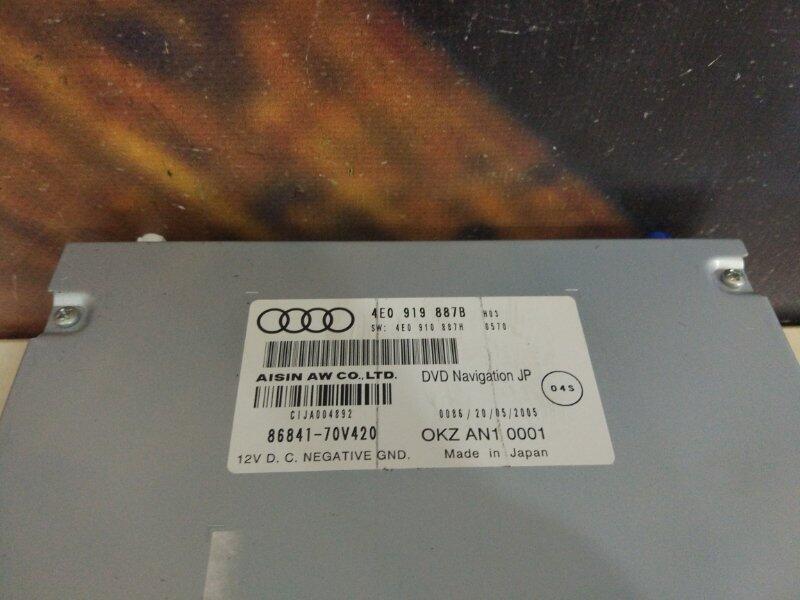 4E0 919 887B H03
SW: 4E0 910 887H 0570
AISIN AW CO., LTD. DVD Navigation JP
04S
CIJA004892 0086/20/05/2005
86841-70V420 OKZ AN1 0001
12V D. C. NEGATIVE GND. Made in Japan